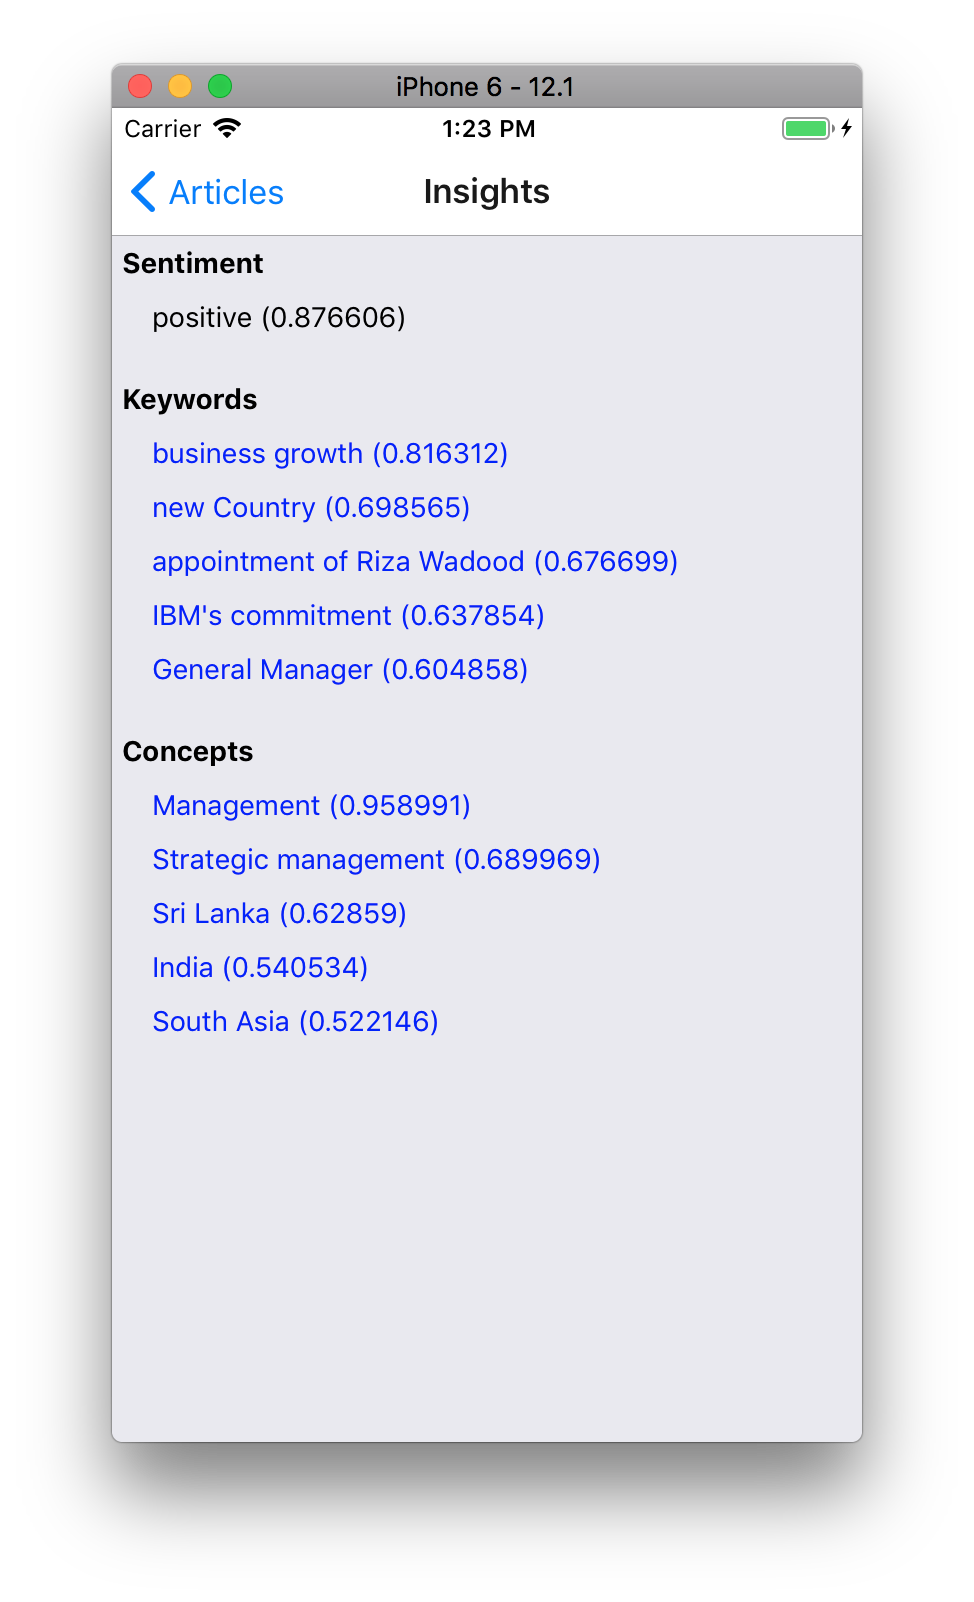 iPhone 6 - 12.1
Carrier 1:23 PM
Articles Insights
Sentiment
positive (0.876606)
Keywords
business growth (0.816312)
new Country (0.698565)
appointment of Riza Wadood (0.676699)
IBM's commitment (0.637854)
General Manager (0.604858)
Concepts
Management (0.958991)
Strategic management (0.689969)
Sri Lanka (0.62859)
India (0.540534)
South Asia (0.522146)